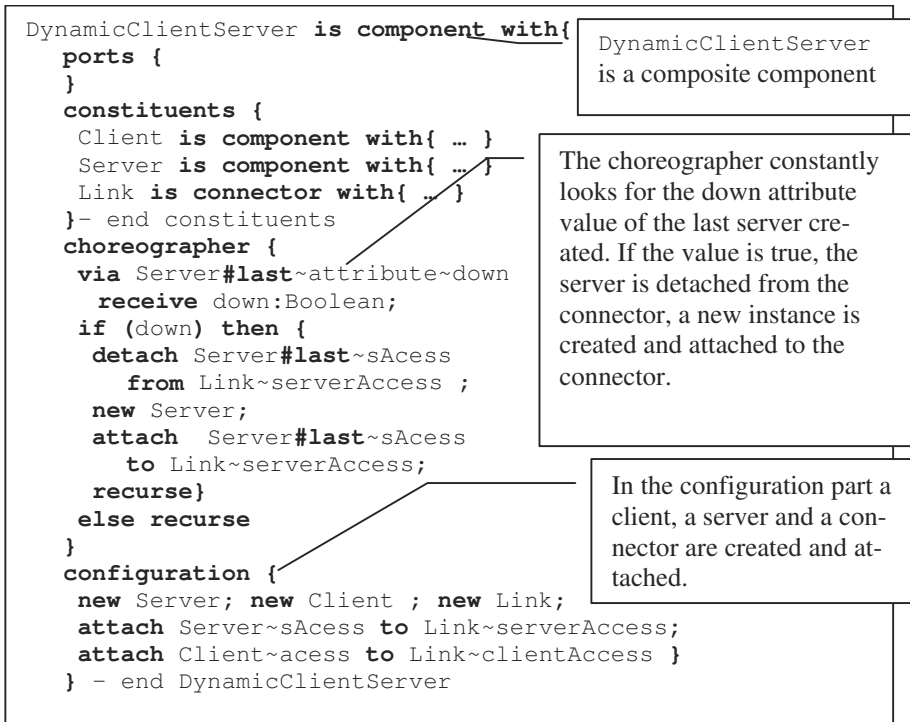 DynamicClientServer is component with{
ports {
}
constituents {
Client is component with{ … }
Server is component with{ … }
Link is connector with{ … }
}– end constituents
choreographer {
via Server#last~attribute~down
receive down:Boolean;
if (down) then {
detach Server#last~sAcess
from Link~serverAccess ;
new Server;
attach Server#last~sAcess
to Link~serverAccess;
recurse}
else recurse
}
configuration {
new Server; new Client ; new Link;
attach Server~sAcess to Link~serverAccess;
attach Client~acess to Link~clientAccess }
} – end DynamicClientServer
DynamicClientServer
is a composite component
The choreographer constantly
looks for the down attribute
value of the last server cre-
ated. If the value is true, the
server is detached from the
connector, a new instance is
created and attached to the
connector.
In the configuration part a
client, a server and a con-
nector are created and at-
tached.